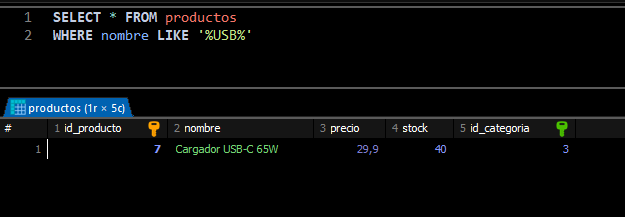 1 SELECT * FROM productos
2 WHERE nombre LIKE '%USB%'
productos (1r × 5c)
# 1 id_producto 2 nombre 3 precio 4 stock 5 id_categoria
1 7 Cargador USB-C 65W 29,9 40 3